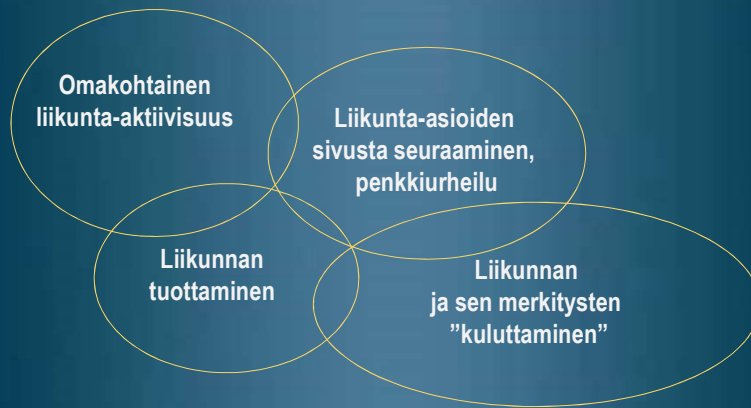 Omakohtainen
liikunta-aktiivisuus
Liikunta-asioiden
sivusta seuraaminen,
penkkiurheilu
Liikunnan
tuottaminen
Liikunnan
ja sen merkitysten
”kuluttaminen”